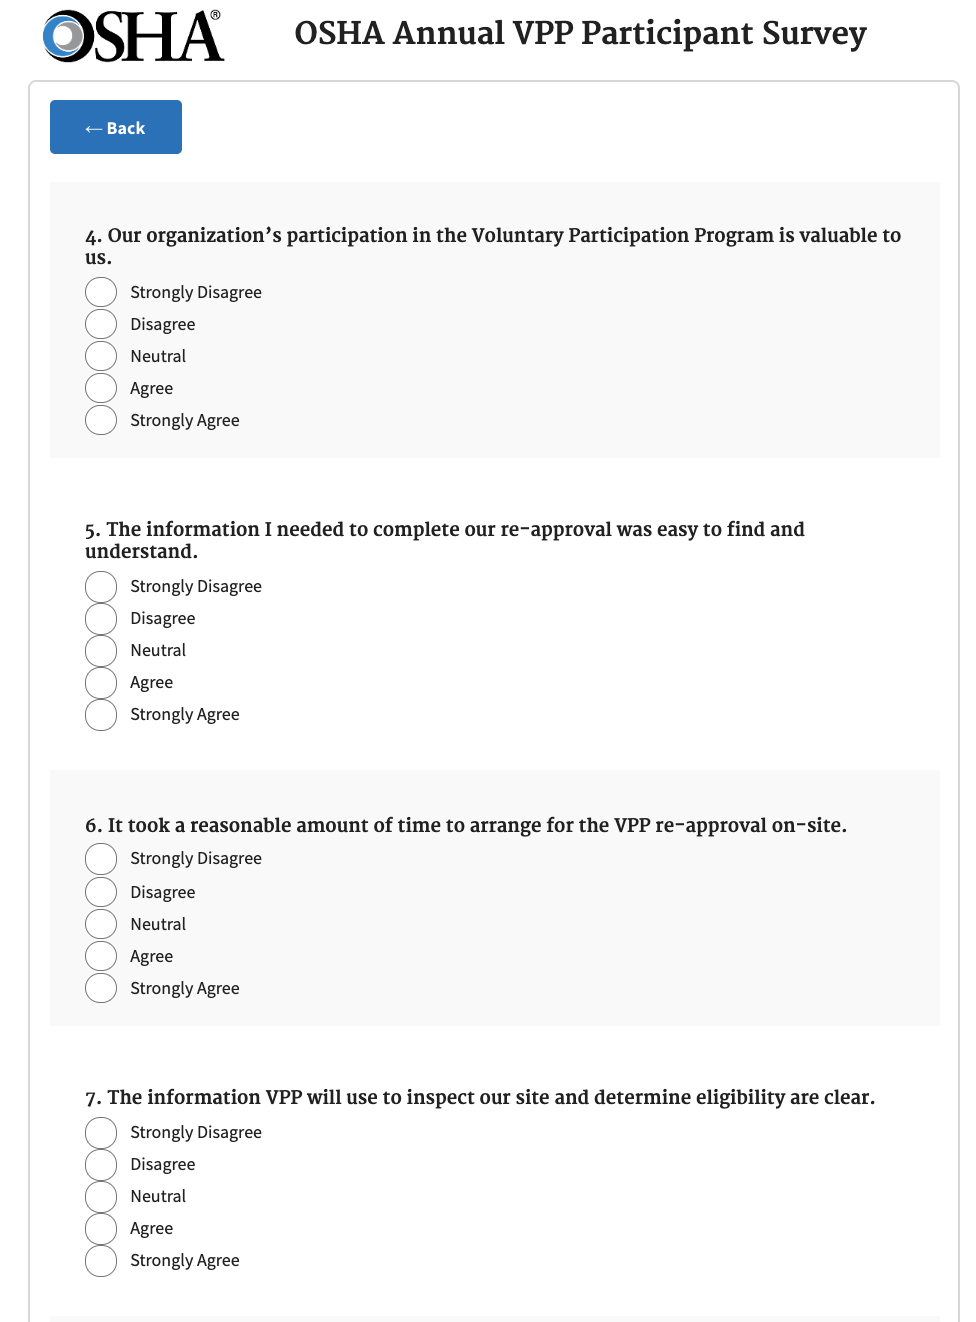 OSHA®
OSHA Annual VPP Participant Survey
← Back
4. Our organization’s participation in the Voluntary Participation Program is valuable to
us.
Strongly Disagree
Disagree
Neutral
Agree
Strongly Agree
5. The information I needed to complete our re-approval was easy to find and
understand.
Strongly Disagree
Disagree
Neutral
Agree
Strongly Agree
6. It took a reasonable amount of time to arrange for the VPP re-approval on-site.
Strongly Disagree
Disagree
Neutral
Agree
Strongly Agree
7. The information VPP will use to inspect our site and determine eligibility are clear.
Strongly Disagree
Disagree
Neutral
Agree
Strongly Agree